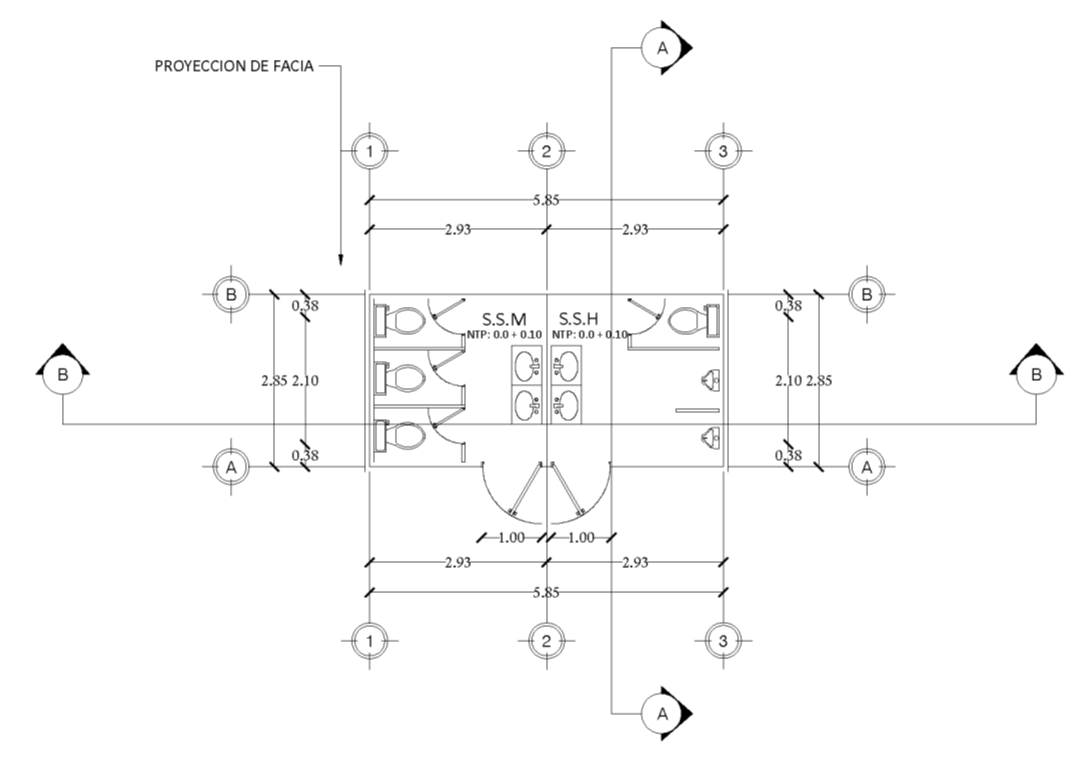 A
PROYECCION DE FACIA
1
2
3
5.85
2.93
2.93
B
B
0.38
0.38
S.S.M
S.S.H
NTP: 0.0 + 0.10
NTP: 0.0 + 0.10
B
B
2.85
2.10
2.10
2.85
0.38
0.38
A
A
1.00
1.00
2.93
2.93
5.85
1
2
3
A